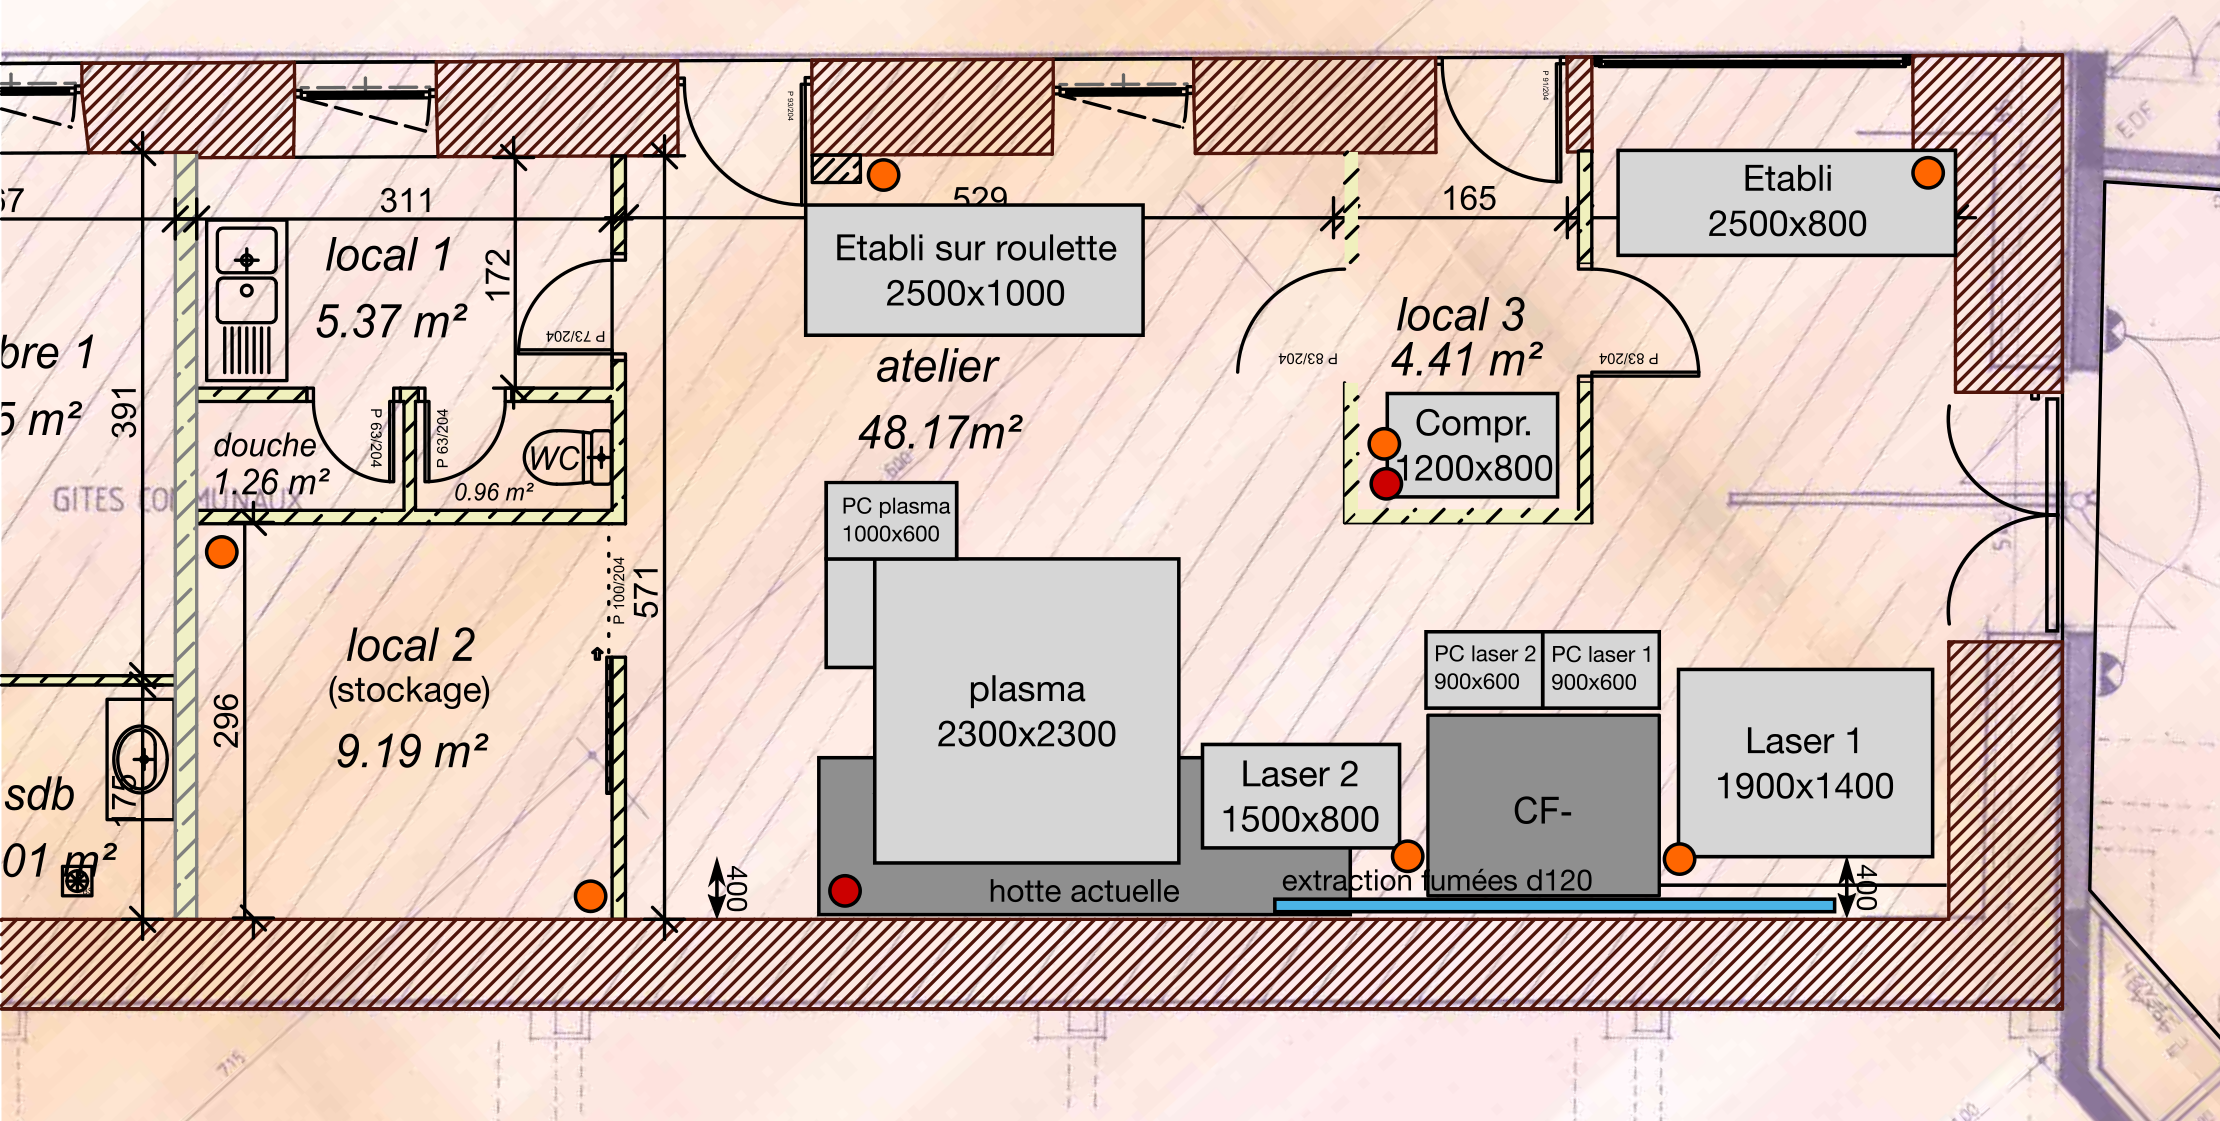 P 93/204
P 91/204
EDF
67
311
529
165
Etabli
2500x800
local 1
5.37 m²
172
Etabli sur roulette
2500x1000
P 73/204
local 3
4.41 m²
P 83/204
P 83/204
bre 1
5 m²
391
atelier
48.17m²
Compr.
1200x800
douche
1.26 m²
P 63/204
P 63/204
WC
0.96 m²
GITES COMMUNAUX
600
PC plasma
1000x600
P 100/204
571
local 2
(stockage)
9.19 m²
296
plasma
2300x2300
PC laser 2
900x600
PC laser 1
900x600
Laser 1
1900x1400
Laser 2
1500x800
CF-
sdb
01 m²
175
400
hotte actuelle
extraction fumées d120
400
715